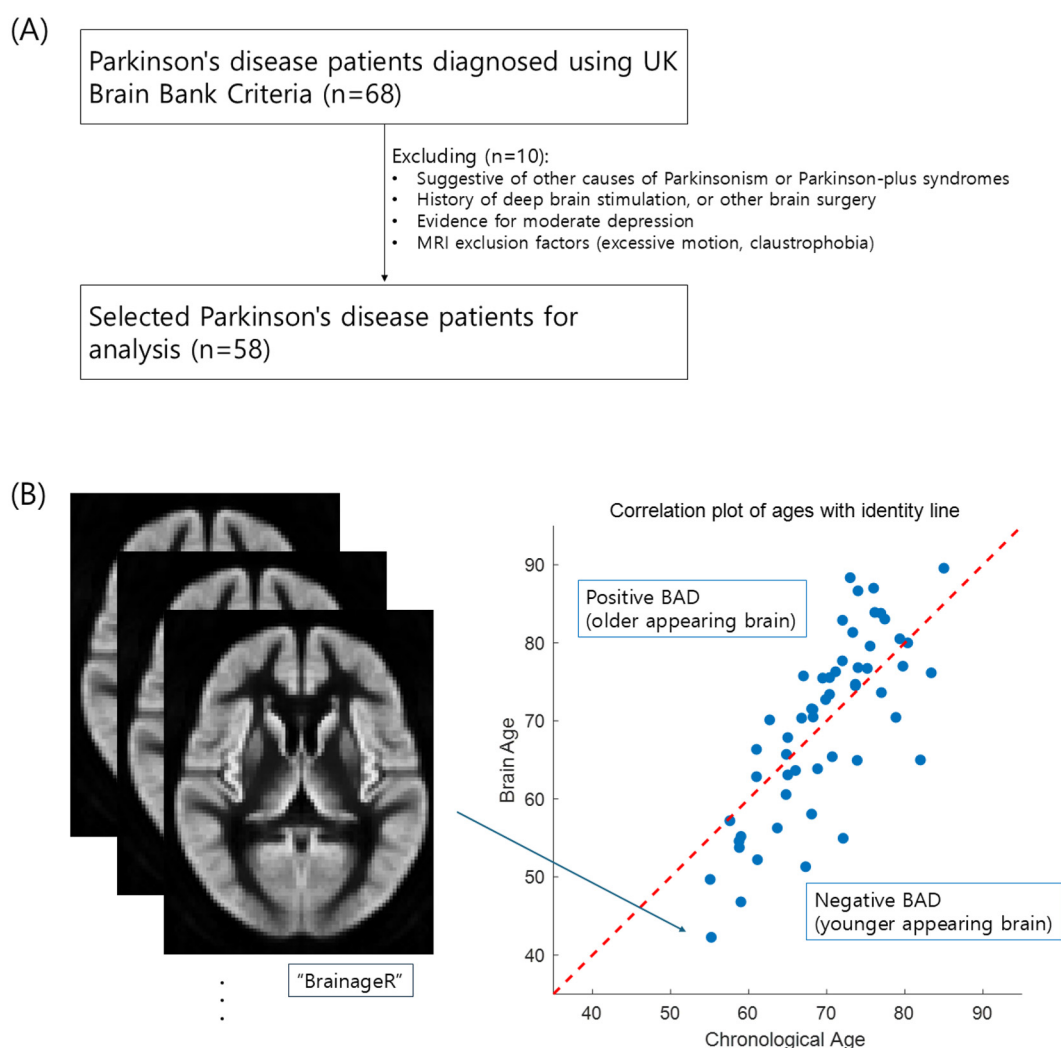 (A)
Parkinson's disease patients diagnosed using UK
Brain Bank Criteria (n=68)
Excluding (n=10):
• Suggestive of other causes of Parkinsonism or Parkinson-plus syndromes
• History of deep brain stimulation, or other brain surgery
• Evidence for moderate depression
• MRI exclusion factors (excessive motion, claustrophobia)
Selected Parkinson's disease patients for
analysis (n=58)
(B)
"BrainageR"
Correlation plot of ages with identity line
Positive BAD
(older appearing brain)
Negative BAD
(younger appearing brain)
Brain Age
90
80
70
60
50
40
40 50 60 70 80 90
Chronological Age